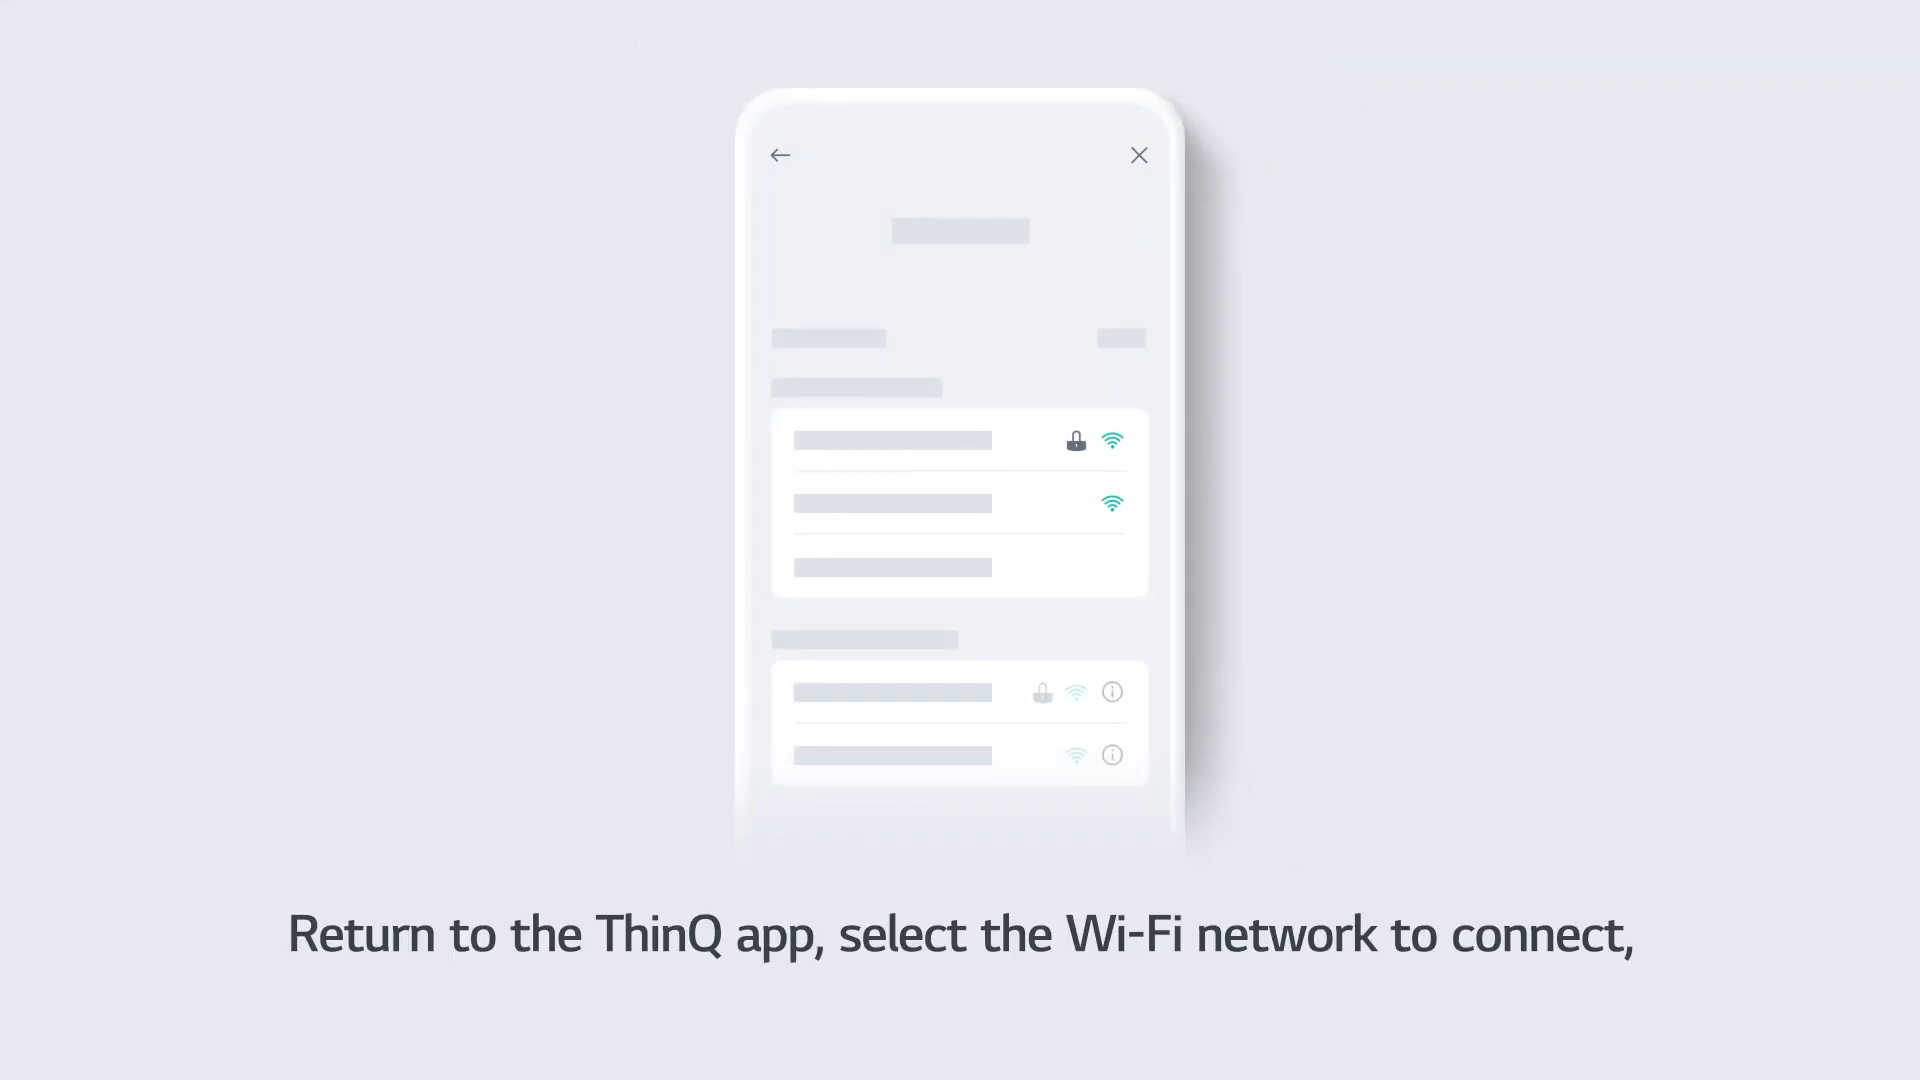 Return to the ThinQ app, select the Wi-Fi network to connect,